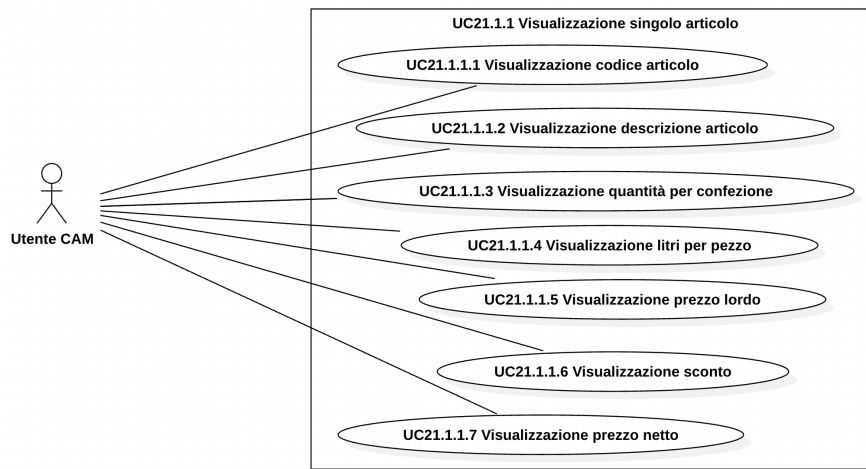 UC21.1.1 Visualizzazione singolo articolo
UC21.1.1.1 Visualizzazione codice articolo
UC21.1.1.2 Visualizzazione descrizione articolo
UC21.1.1.3 Visualizzazione quantità per confezione
Utente CAM
UC21.1.1.4 Visualizzazione litri per pezzo
UC21.1.1.5 Visualizzazione prezzo lordo
UC21.1.1.6 Visualizzazione sconto
UC21.1.1.7 Visualizzazione prezzo netto